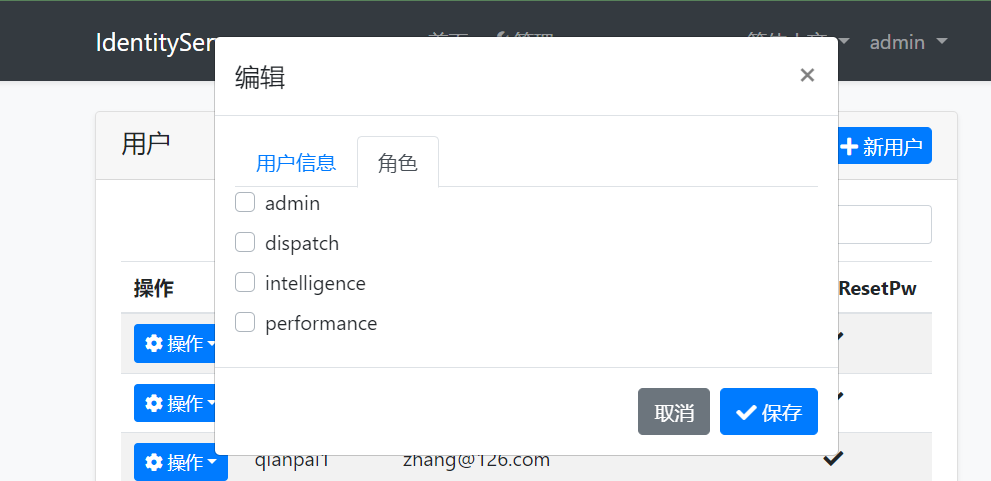 IdentitySer
admin
编辑
×
用户
新用户
用户信息
角色
admin
dispatch
intelligence
performance
操作
ResetPw
操作
操作
取消
保存
操作
qianpai1
zhang@126.com